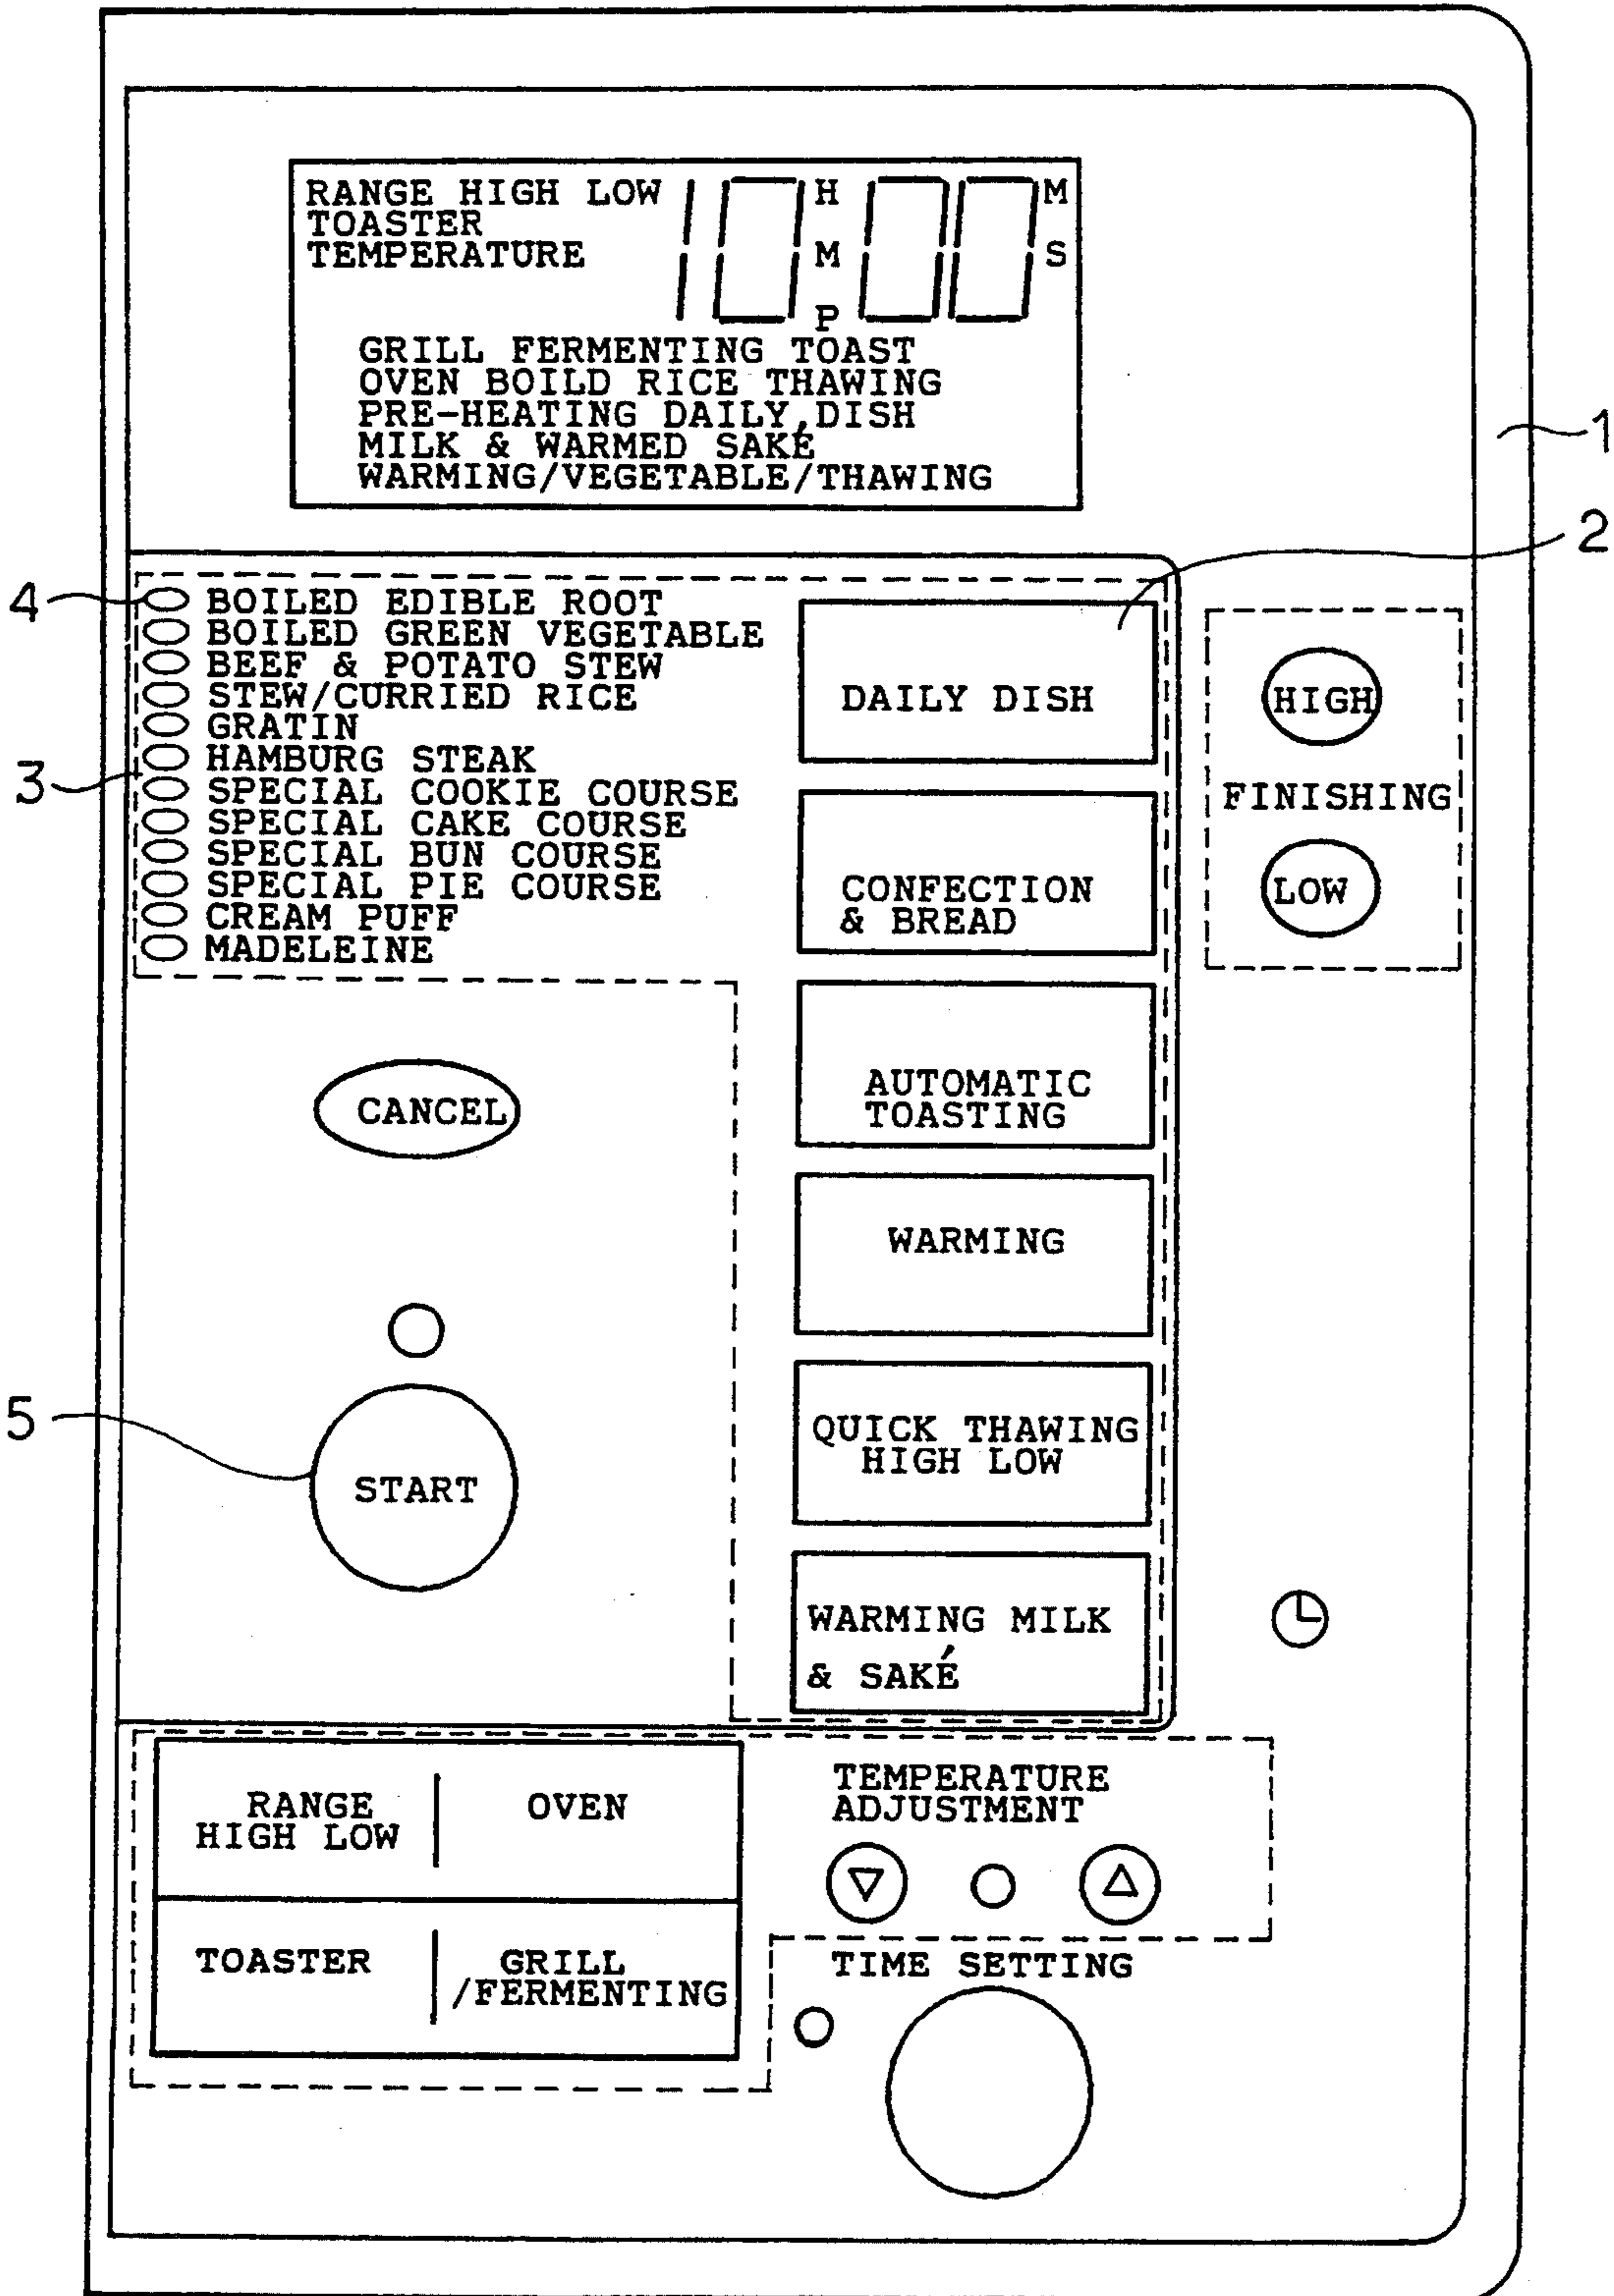 RANGE HIGH LOW
TOASTER
TEMPERATURE
10 H 00 M
M S
P
GRILL FERMENTING TOAST
OVEN BOILD RICE THAWING
PRE-HEATING DAILY DISH
MILK & WARMED SAKÉ
WARMING/VEGETABLE/THAWING
1
2
4
BOILED EDIBLE ROOT
BOILED GREEN VEGETABLE
BEEF & POTATO STEW
STEW/CURRIED RICE
GRATIN
HAMBURG STEAK
3
SPECIAL COOKIE COURSE
SPECIAL CAKE COURSE
SPECIAL BUN COURSE
SPECIAL PIE COURSE
CREAM PUFF
MADELEINE
DAILY DISH
CONFECTION
& BREAD
AUTOMATIC
TOASTING
WARMING
QUICK THAWING
HIGH LOW
WARMING MILK
& SAKÉ
HIGH
FINISHING
LOW
CANCEL
5
START
RANGE
HIGH LOW
OVEN
TOASTER
GRILL
/FERMENTING
TEMPERATURE
ADJUSTMENT
TIME SETTING